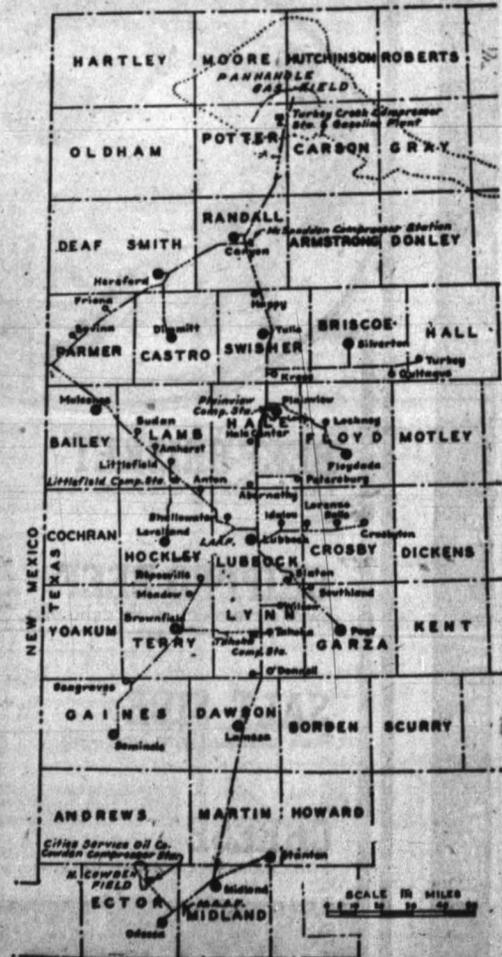 HARTLEY
MOORE
HUTCHINSON
ROBERTS
PANHANDLE
GAS FIELD
Turkey Creek Compressor
Sta. & Gasoline Plant
OLDHAM
POTTER
CARSON
GRAY
RANDALL
McSpadden Compressor Station
DEAF SMITH
Canyon
ARMSTRONG
DONLEY
Hereford
Friona
Happy
Bovina
Dimmitt
Tulia
BRISCOE
Silverton
HALL
PARMER
CASTRO
SWISHER
Turkey
Kress
Quitaque
Muleshoe
Plainview
Comp. Sta.
Plainview
HALE
Lockney
BAILEY
Sudan
LAMB
Amherst
Hale Center
FLOYD
MOTLEY
Littlefield
Floydada
Littlefield Comp. Sta.
Anton
Abernathy
Petersburg
Shallowater
Idalou
Lorenzo
Ralls
Crosbyton
COCHRAN
Levelland
Lubbock
CROSBY
DICKENS
HOCKLEY
LUBBOCK
NEW MEXICO
TEXAS
Ropesville
Slaton
Meadow
Southland
Wilson
YOAKUM
Brownfield
LYNN
KENT
TERRY
Tahoka
Tahoka
Comp. Sta.
Post
GARZA
O'Donnell
Seagraves
GAINES
DAWSON
BORDEN
SCURRY
Seminole
Lamesa
ANDREWS
MARTIN
HOWARD
Cities Service Oil Co.
Cowden Compressor Sta.
Stanton
N. COWDEN
FIELD
ECTOR
Midland
M.A.A.F.
MIDLAND
Odessa
SCALE IN MILES